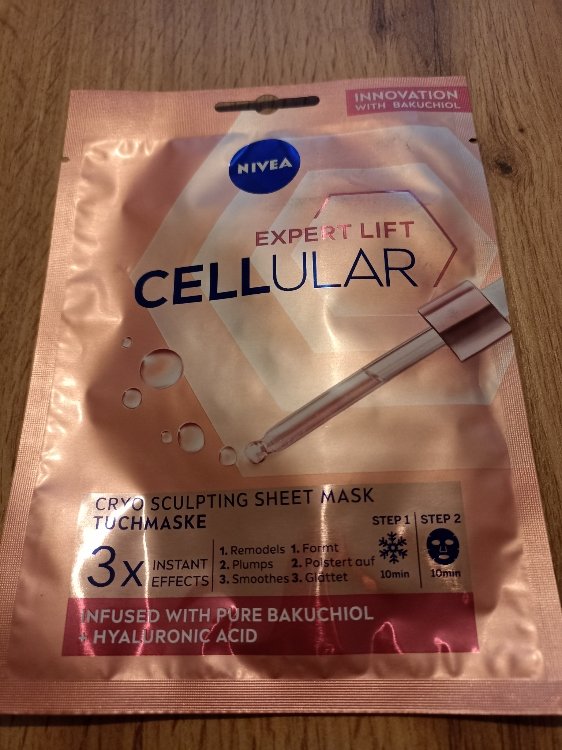 INNOVATION
WITH BAKUCHIOL
NIVEA
EXPERT LIFT
CELLULAR
CRYO SCULPTING SHEET MASK
TUCHMASKE
3x INSTANT EFFECTS
1. Remodels
2. Plumps
3. Smoothes
1. Formt
2. Polstert auf
3. Glättet
STEP 1
10min
STEP 2
10min
INFUSED WITH PURE BAKUCHIOL
+ HYALURONIC ACID